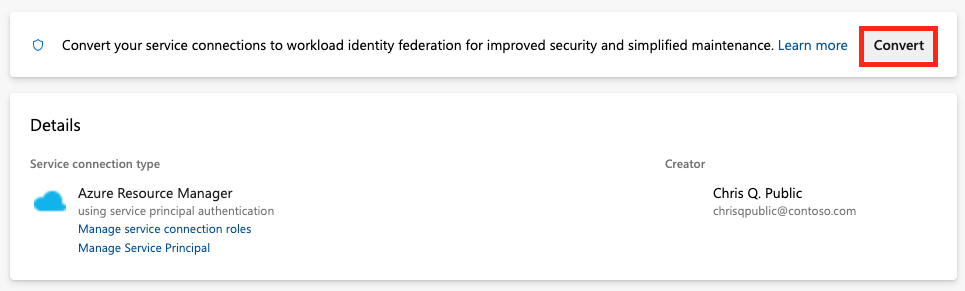 Convert your service connections to workload identity federation for improved security and simplified maintenance. Learn more Convert
Details
Service connection type
Creator
Azure Resource Manager
Chris Q. Public
using service principal authentication
chrisqpublic@contoso.com
Manage service connection roles
Manage Service Principal